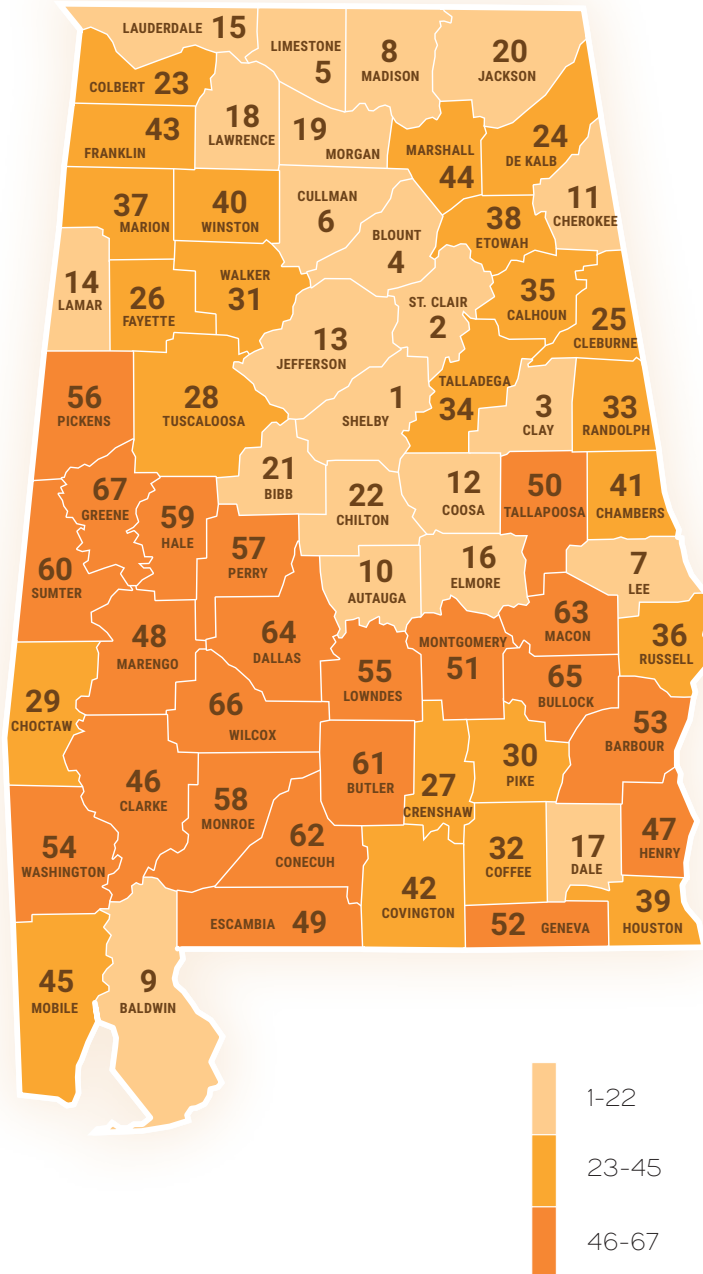 LAUDERDALE 15
LIMESTONE
5
8
MADISON
20
JACKSON
COLBERT 23
18
LAWRENCE
19
MORGAN
43
FRANKLIN
MARSHALL
44
24
DE KALB
11
CHEROKEE
37
MARION
40
WINSTON
CULLMAN
6
BLOUNT
4
38
ETOWAH
14
LAMAR
26
FAYETTE
WALKER
31
13
JEFFERSON
ST. CLAIR
2
35
CALHOUN
25
CLEBURNE
56
PICKENS
28
TUSCALOOSA
1
SHELBY
TALLADEGA
34
3
CLAY
33
RANDOLPH
67
GREENE
59
HALE
21
BIBB
22
CHILTON
12
COOSA
50
TALLAPOOSA
41
CHAMBERS
60
SUMTER
57
PERRY
10
AUTAUGA
16
ELMORE
7
LEE
48
MARENGO
64
DALLAS
55
LOWNDES
MONTGOMERY
51
63
MACON
36
RUSSELL
29
CHOCTAW
66
WILCOX
65
BULLOCK
53
BARBOUR
46
CLARKE
58
MONROE
61
BUTLER
27
CRENSHAW
30
PIKE
54
WASHINGTON
62
CONECUH
42
COVINGTON
32
COFFEE
17
DALE
47
HENRY
ESCAMBIA 49
52 GENEVA
39
HOUSTON
45
MOBILE
9
BALDWIN
1-22
23-45
46-67